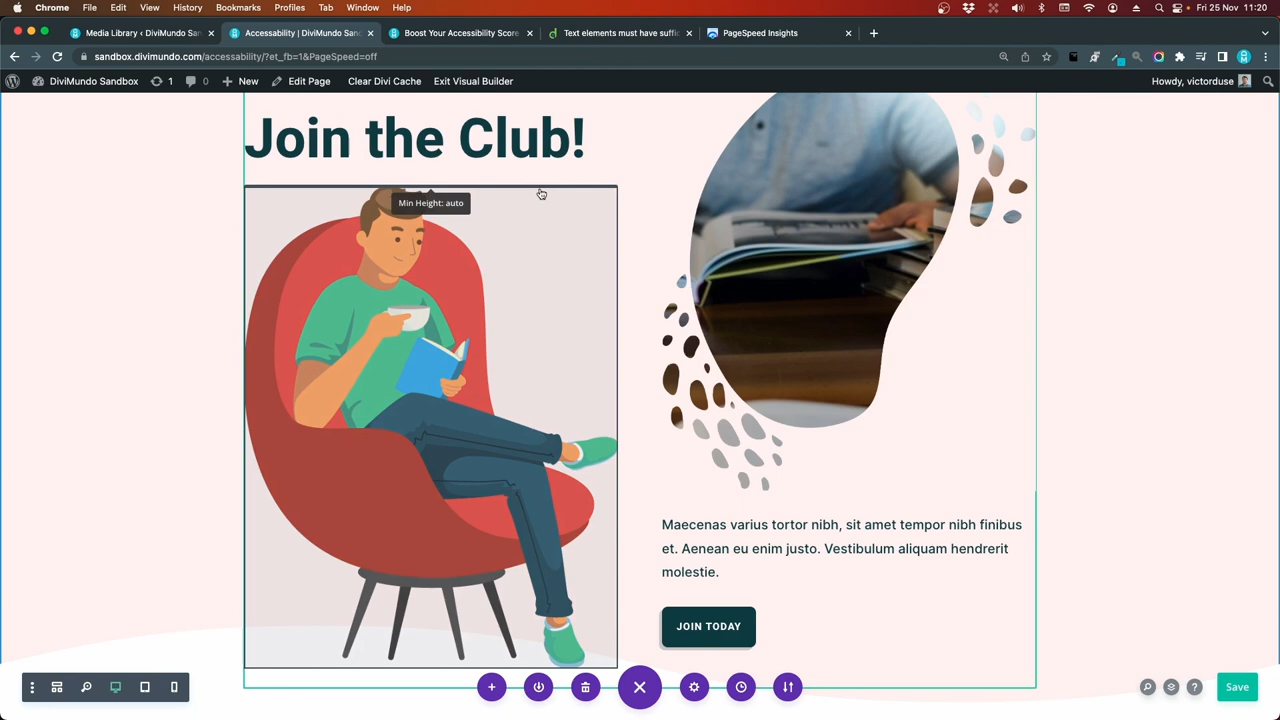 Chrome File Edit View History Bookmarks Profiles Tab Window Help
Fri 25 Nov 11:20
Media Library ‹ DiviMundo San
Accessability | DiviMundo Sand
Boost Your Accessibility Score
Text elements must have suffic
PageSpeed Insights
sandbox.divimundo.com/accessability/?et_fb=1&PageSpeed=off
DiviMundo Sandbox 1 0 New Edit Page Clear Divi Cache Exit Visual Builder
Howdy, victorduse
Join the Club!
Min Height: auto
Maecenas varius tortor nibh, sit amet tempor nibh finibus
et. Aenean eu enim justo. Vestibulum aliquam hendrerit
molestie.
JOIN TODAY
Save